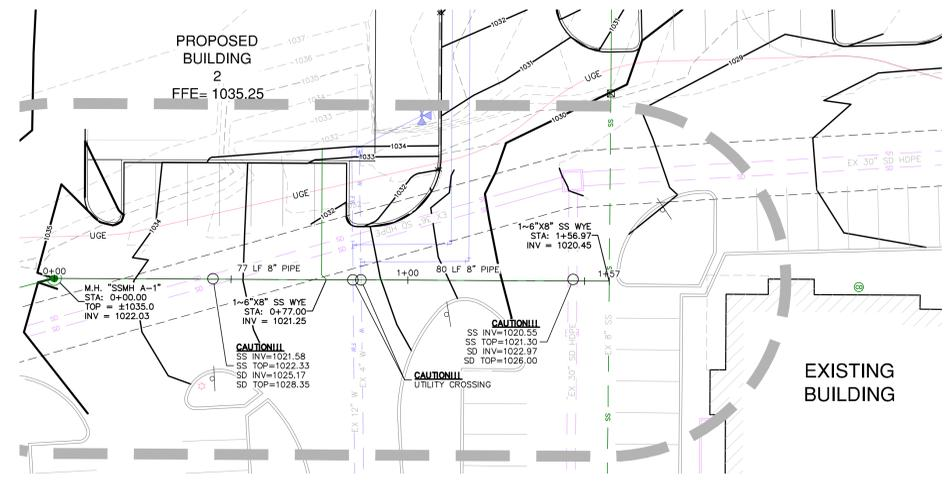 1037
1036
1035
1033
1032
PROPOSED
BUILDING
2
FFE= 1035.25
1032
1031
1031
1030
1029
UGE
1034
1033
1032
1032
1034
1035
UGE
UGE
EX 30" SD HDPE
EX 36" SD HDPE
SS
0+00
77 LF 8" PIPE
1+00
80 LF 8" PIPE
1+57
M.H. "SSMH A-1"
STA: 0+00.00
TOP = ±1035.0
INV = 1022.03
1~6"X8" SS WYE
STA: 0+77.00
INV = 1021.25
1~6"X8" SS WYE
STA: 1+56.97
INV = 1020.45
CAUTION!!!
SS INV=1021.58
SS TOP=1022.33
SD INV=1025.17
SD TOP=1028.35
CAUTION!!!
UTILITY CROSSING
CAUTION!!!
SS INV=1020.55
SS TOP=1021.30
SD INV=1022.97
SD TOP=1026.00
EX 12" W
EX 4" W
EX 30" SD HDPE
EX 8" SS
SS
EXISTING
BUILDING